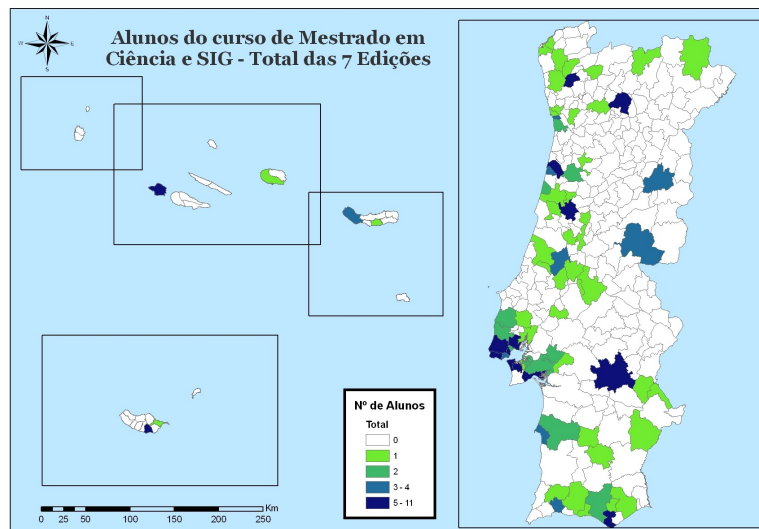 N
W
E
S
Alunos do curso de Mestrado em
Ciência e SIG - Total das 7 Edições
Nº de Alunos
Total
0
1
2
3 - 4
5 - 11
Km
0 25 50 100 150 200 250